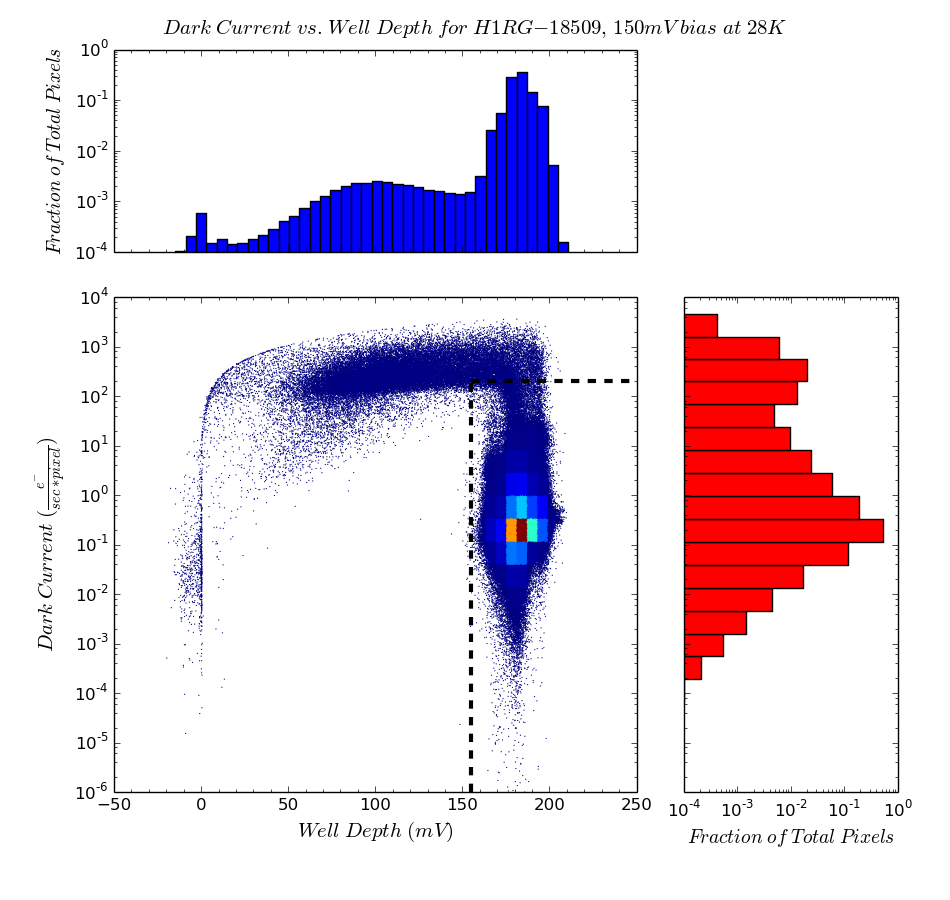 Dark Current vs. Well Depth for H1RG−18509, 150mV bias at 28K
Fraction of Total Pixels
10^0
10^-1
10^-2
10^-3
10^-4
Dark Current (e^-/sec∗pixel)
10^4
10^3
10^2
10^1
10^0
10^-1
10^-2
10^-3
10^-4
10^-5
10^-6
−50 0 50 100 150 200 250
Well Depth (mV)
10^-4 10^-3 10^-2 10^-1 10^0
Fraction of Total Pixels